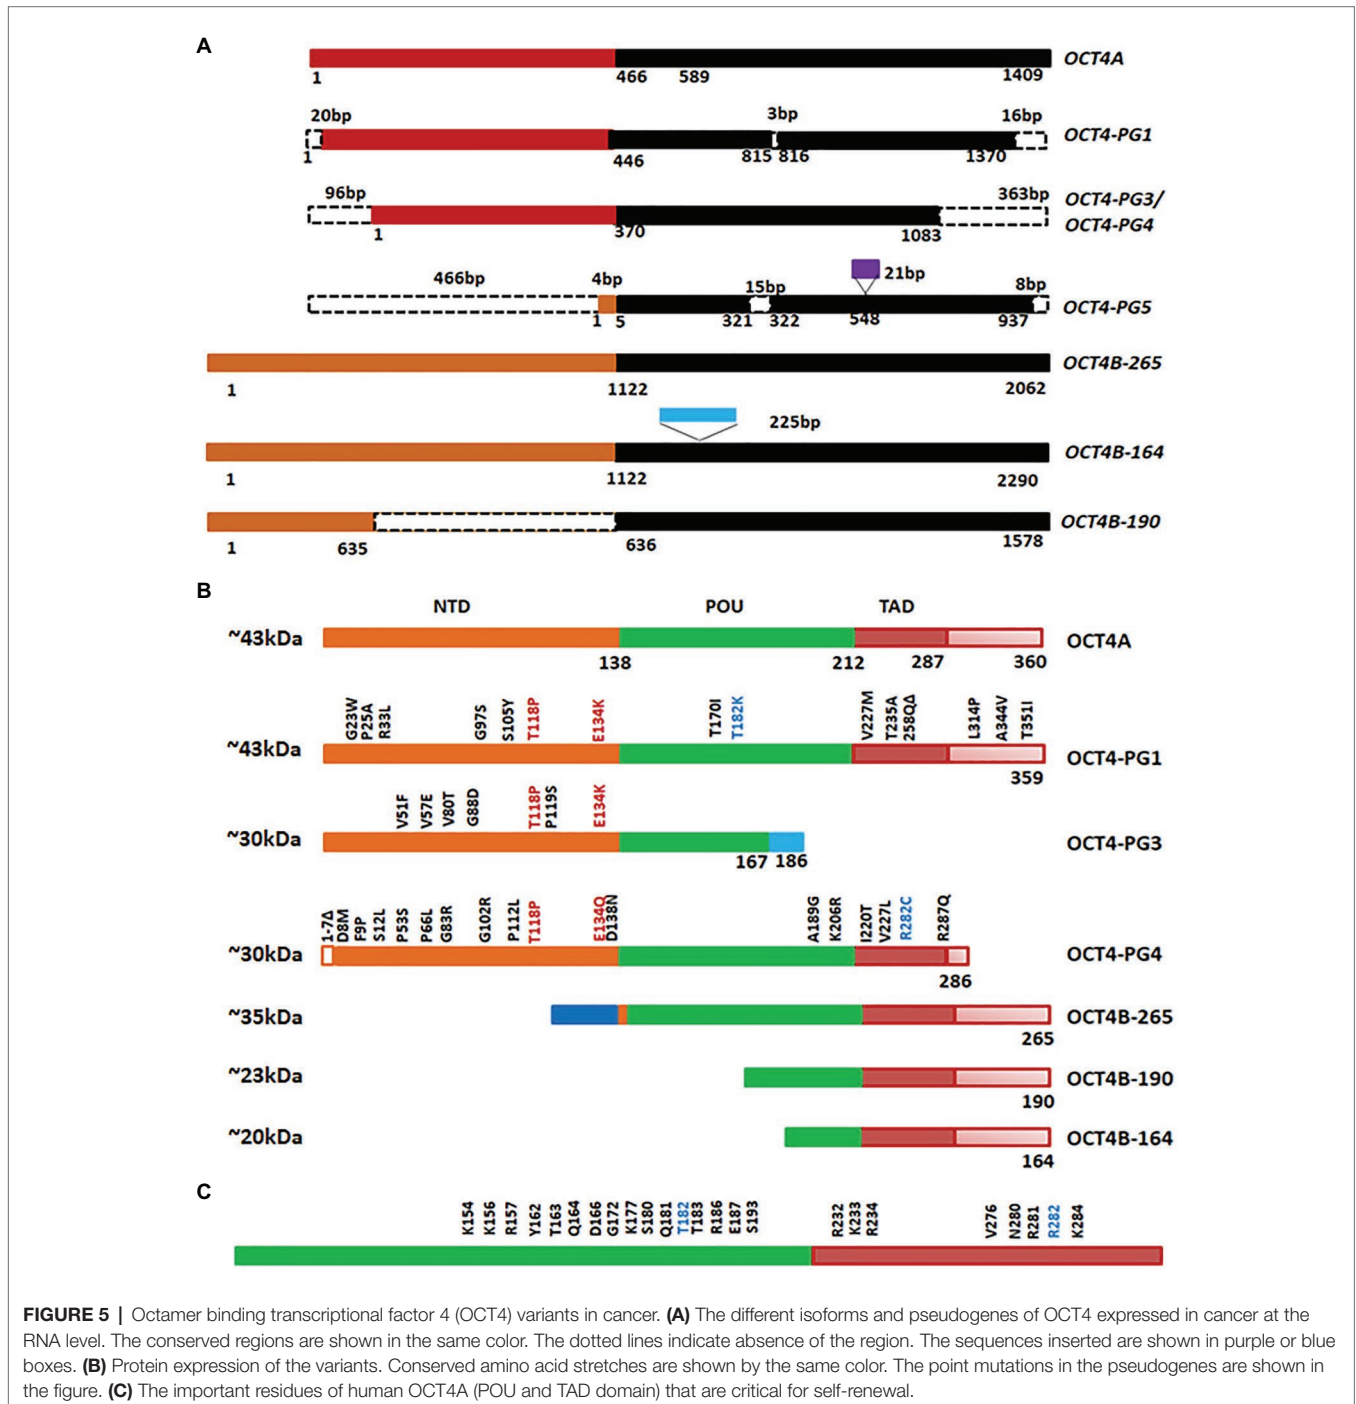 A
OCT4A
1 466 589 1409
20bp 3bp 16bp
OCT4-PG1
1 446 815 816 1370
96bp 363bp
OCT4-PG3/
OCT4-PG4
1 370 1083
466bp 4bp 15bp 21bp 8bp
OCT4-PG5
1 5 321 322 548 937
OCT4B-265
1 1122 2062
225bp
OCT4B-164
1 1122 2290
OCT4B-190
1 635 636 1578
B
NTD POU TAD
~43kDa OCT4A
138 212 287 360
G23W P25A R33L G97S S105Y T118P E134K T170I T182K V227M T235A 258QΔ L314P A344V T351I
~43kDa OCT4-PG1
359
V51F V57E V80T G88D T118P P119S E134K
~30kDa OCT4-PG3
167 186
1-7Δ D8M F9P S12L P53S P66L G83R G102R P112L T118P E134Q D138N A189G K206R I220T V227L R282C R287Q
~30kDa OCT4-PG4
286
~35kDa OCT4B-265
265
~23kDa OCT4B-190
190
~20kDa OCT4B-164
164
C
K154 K156 R157 Y162 T163 Q164 D166 G172 K177 S180 Q181 T182 T183 R186 E187 S193 R232 K233 R234 V276 N280 R281 R282 K284
FIGURE 5 | Octamer binding transcriptional factor 4 (OCT4) variants in cancer. (A) The different isoforms and pseudogenes of OCT4 expressed in cancer at the
RNA level. The conserved regions are shown in the same color. The dotted lines indicate absence of the region. The sequences inserted are shown in purple or blue
boxes. (B) Protein expression of the variants. Conserved amino acid stretches are shown by the same color. The point mutations in the pseudogenes are shown in
the figure. (C) The important residues of human OCT4A (POU and TAD domain) that are critical for self-renewal.